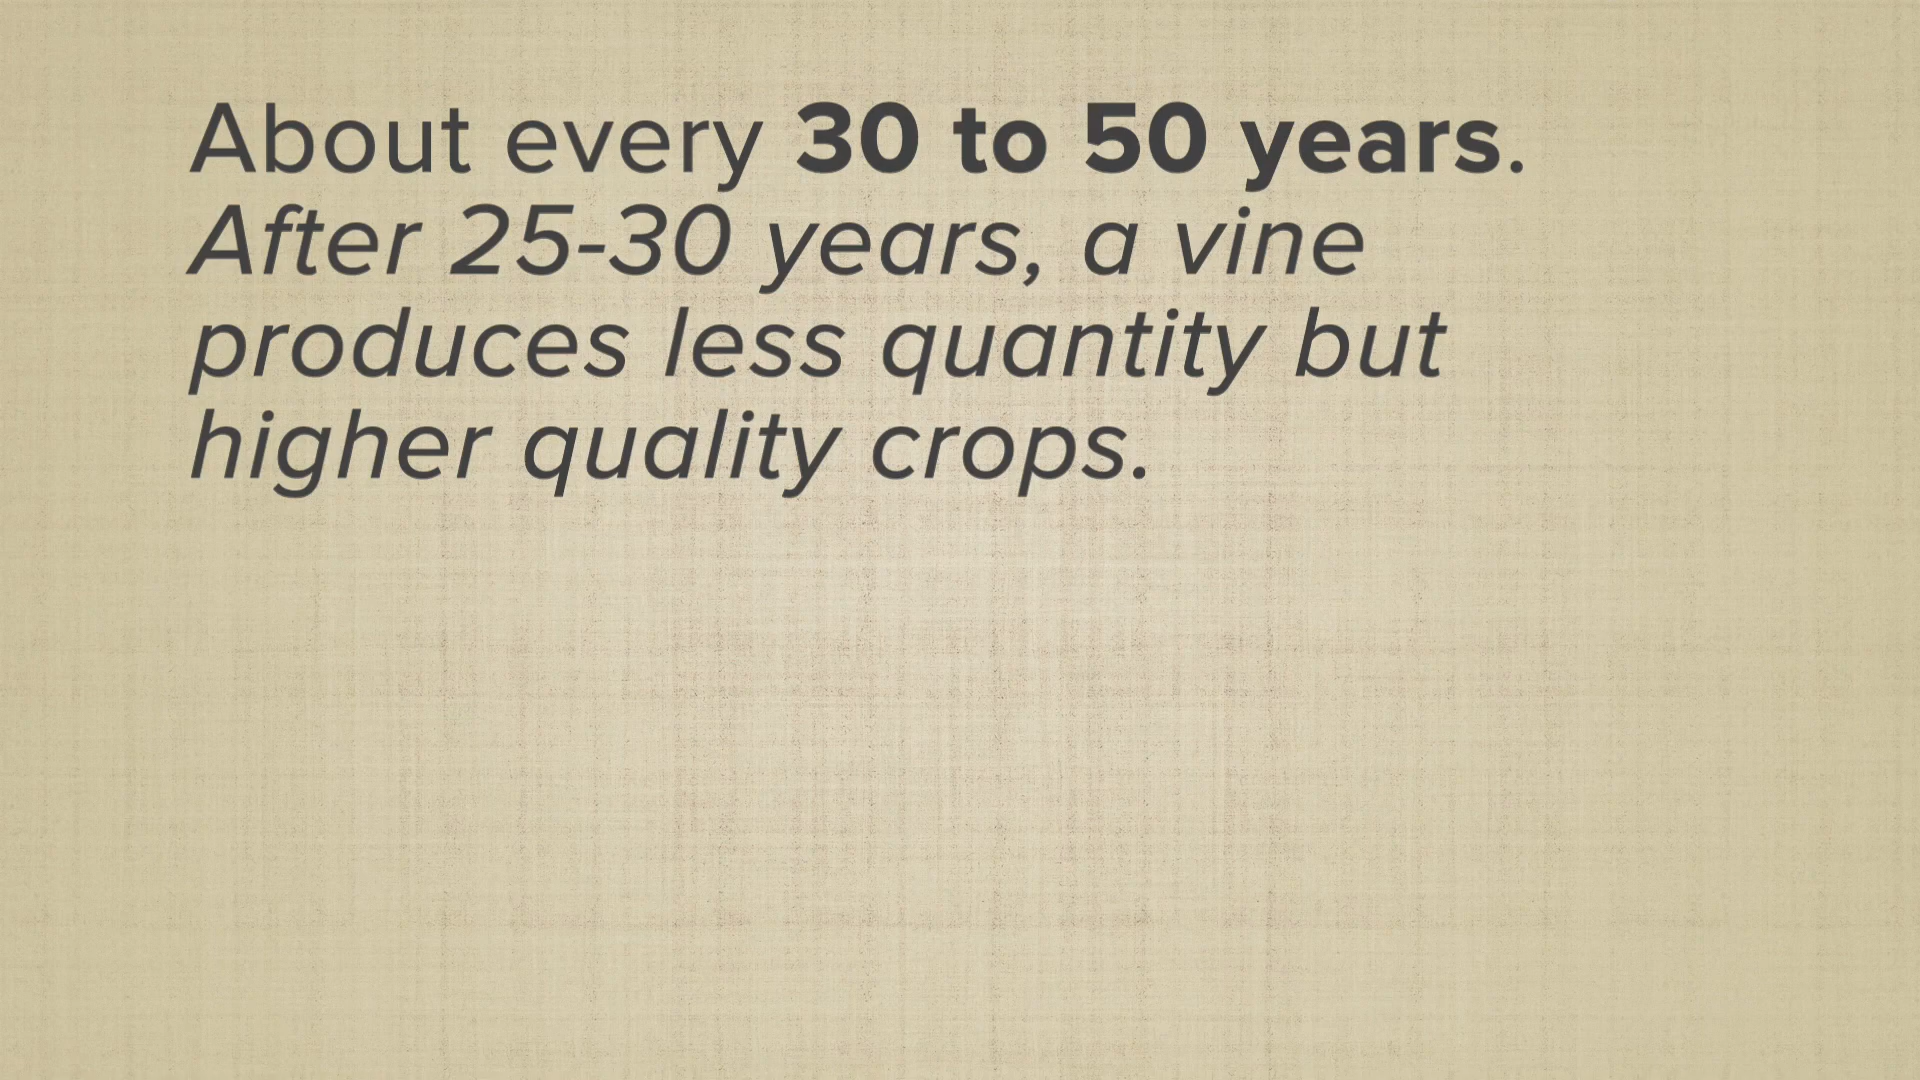 About every 30 to 50 years.
After 25-30 years, a vine
produces less quantity but
higher quality crops.